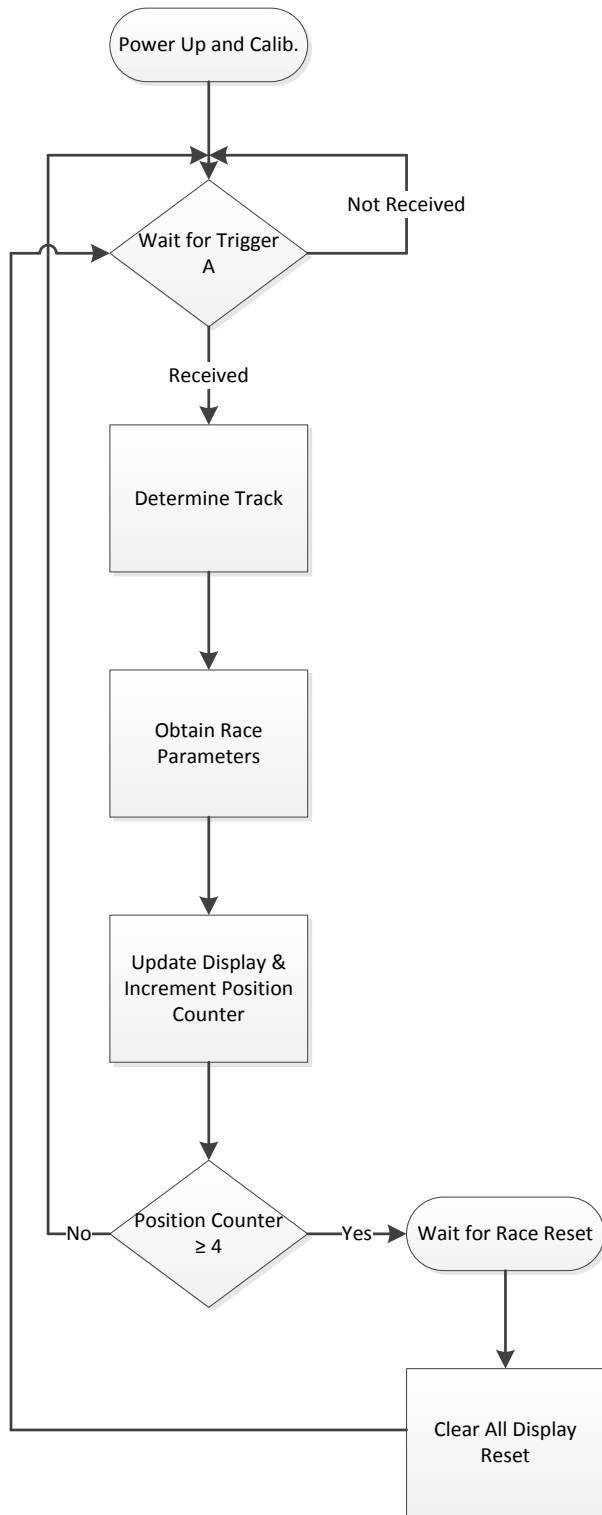 Power Up and Calib.
Not Received
Wait for Trigger
A
Received
Determine Track
Obtain Race
Parameters
Update Display &
Increment Position
Counter
Position Counter
≥ 4
No
Yes
Wait for Race Reset
Clear All Display
Reset